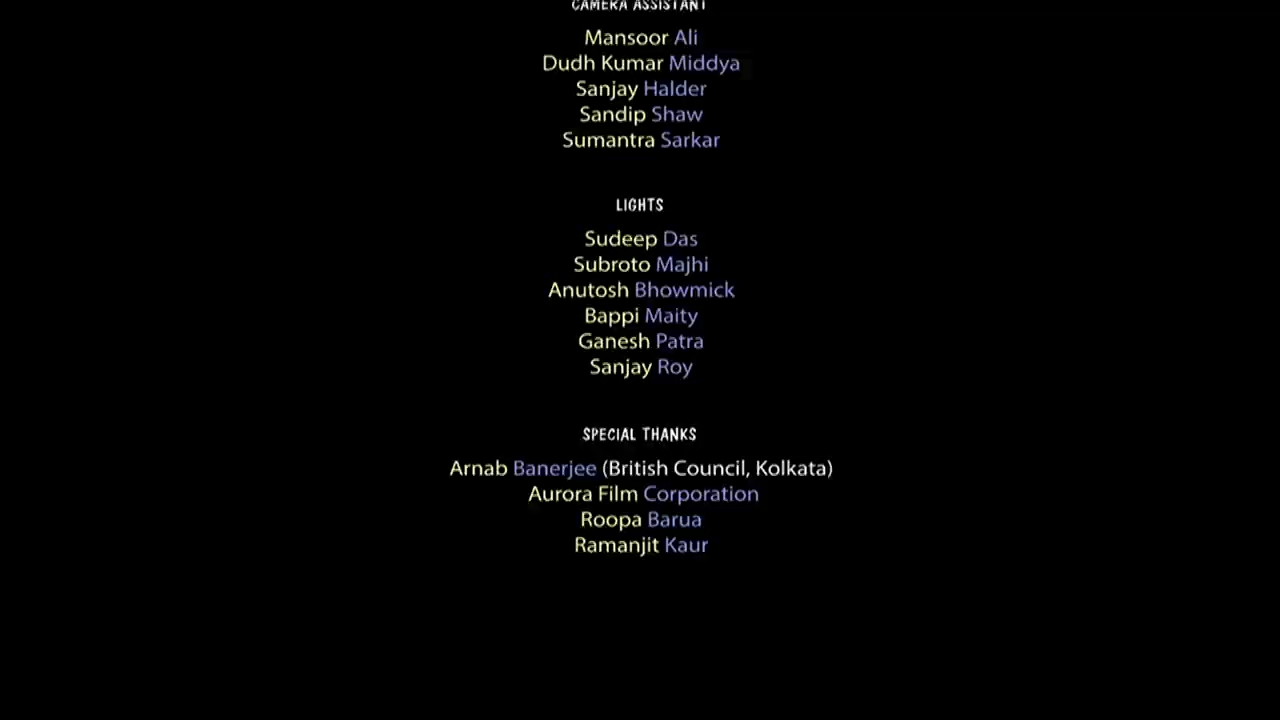 CAMERA ASSISTANT
Mansoor Ali
Dudh Kumar Middya
Sanjay Halder
Sandip Shaw
Sumantra Sarkar
LIGHTS
Sudeep Das
Subroto Majhi
Anutosh Bhowmick
Bappi Maity
Ganesh Patra
Sanjay Roy
SPECIAL THANKS
Arnab Banerjee (British Council, Kolkata)
Aurora Film Corporation
Roopa Barua
Ramanjit Kaur